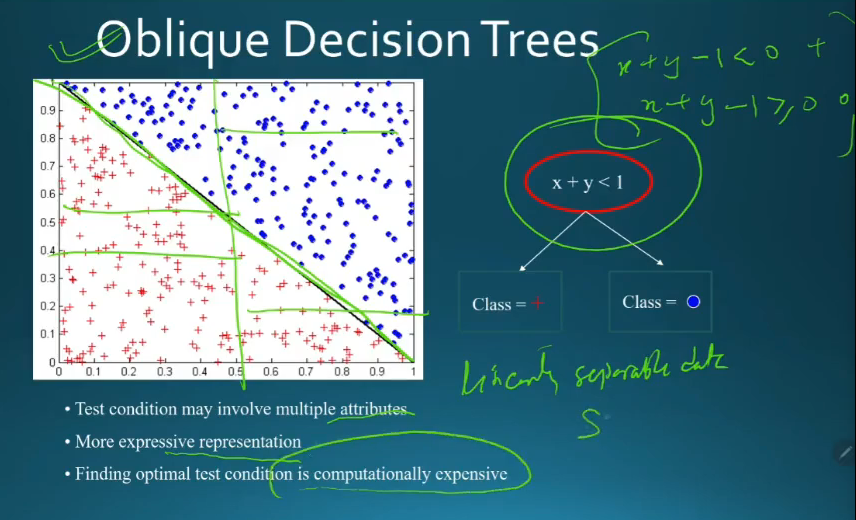 Oblique Decision Trees
x + y - 1 < 0 +
x + y - 1 >, 0 o
0.9
0.8
0.7
0.6
0.5
0.4
0.3
0.2
0.1
0
0 0.1 0.2 0.3 0.4 0.5 0.6 0.7 0.8 0.9 1
x + y < 1
Class = +
Class =
Linearly separable data
S
• Test condition may involve multiple attributes
• More expressive representation
• Finding optimal test condition is computationally expensive